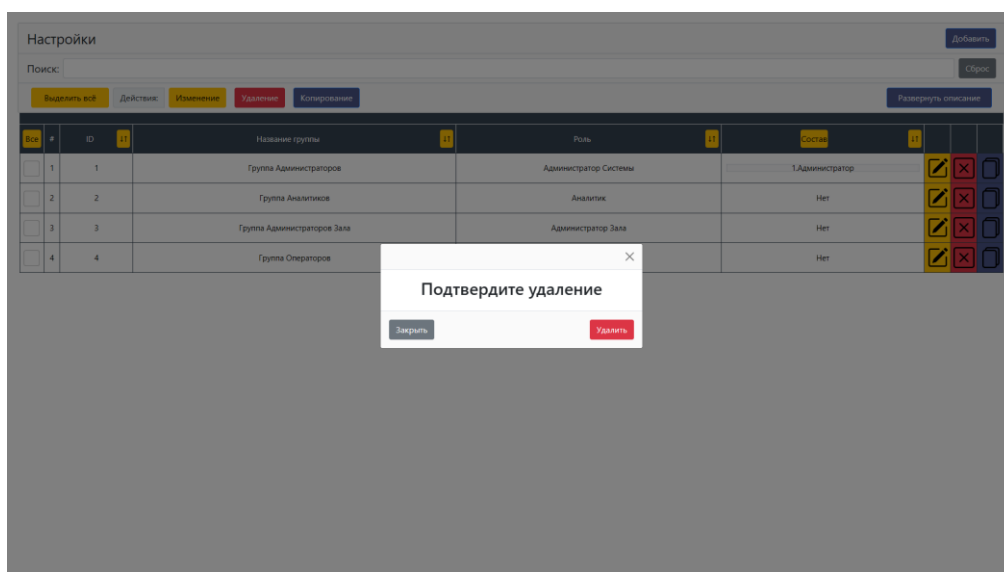 Настройки Добавить
Поиск: Сброс
Выделить всё Действия: Изменение Удаление Копирование Развернуть описание
Все # ID ↓↑ Название группы ↓↑ Роль ↓↑ Состав ↓↑
1 1 Группа Администраторов Администратор Системы 1.Администратор
2 2 Группа Аналитиков Аналитик Нет
3 3 Группа Администраторов Зала Администратор Зала Нет
4 4 Группа Операторов Нет
×
Подтвердите удаление
Закрыть Удалить